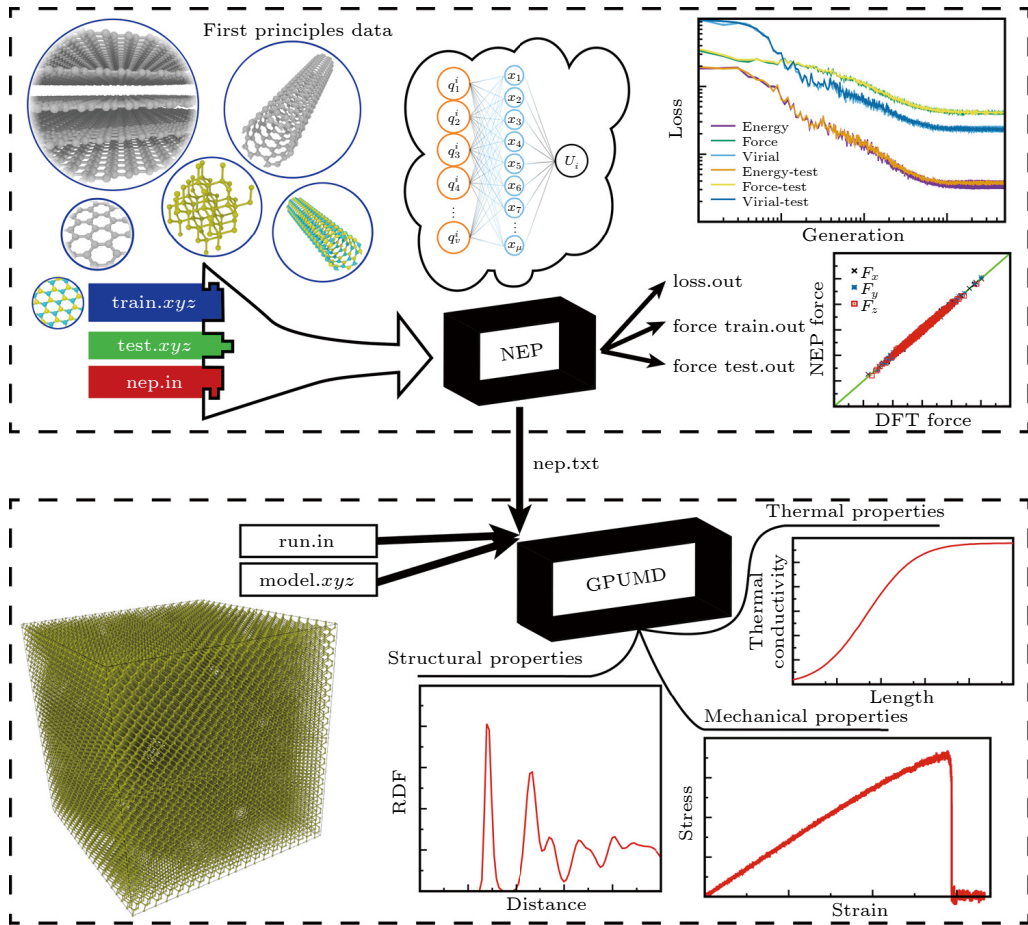 First principles data
train.xyz
test.xyz
nep.in
q₁ⁱ
q₂ⁱ
q₃ⁱ
q₄ⁱ
⋮
qᵥⁱ
x₁
x₂
x₃
x₄
x₅
x₆
x₇
⋮
x_μ
Uᵢ
NEP
loss.out
force train.out
force test.out
Loss
Energy
Force
Virial
Energy-test
Force-test
Virial-test
Generation
NEP force
Fₓ
F_y
F_z
DFT force
nep.txt
run.in
model.xyz
GPUMD
Thermal properties
Thermal
conductivity
Length
Structural properties
RDF
Distance
Mechanical properties
Stress
Strain